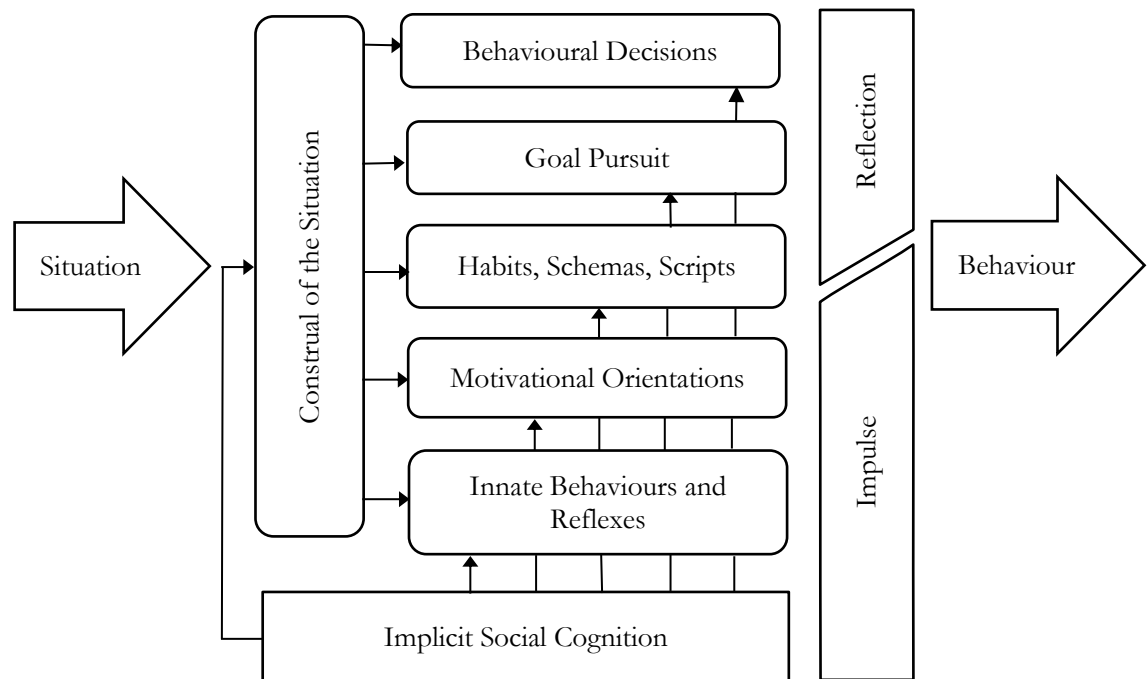 Situation
Construal of the Situation
Behavioural Decisions
Goal Pursuit
Habits, Schemas, Scripts
Motivational Orientations
Innate Behaviours and
Reflexes
Implicit Social Cognition
Reflection
Impulse
Behaviour